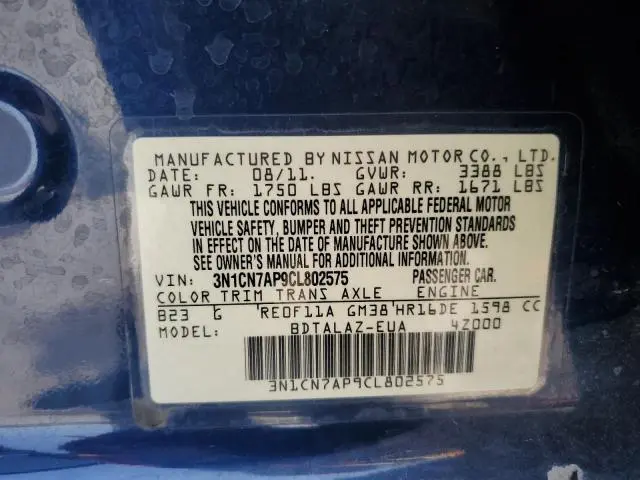 MANUFACTURED BY NISSAN MOTOR CO., LTD.
DATE: 08/11. GVWR: 3388 LBS
GAWR FR: 1750 LBS GAWR RR: 1671 LBS
THIS VEHICLE CONFORMS TO ALL APPLICABLE FEDERAL MOTOR
VEHICLE SAFETY, BUMPER AND THEFT PREVENTION STANDARDS
IN EFFECT ON THE DATE OF MANUFACTURE SHOWN ABOVE.
SEE OWNER'S MANUAL FOR ADDITIONAL INFORMATION.
VIN: 3N1CN7AP9CL802575 PASSENGER CAR.
COLOR TRIM TRANS AXLE ENGINE
B23 G 'RE0F11A GM38'HR16DE 1598 CC
MODEL: BDTALAZ-EUA 4Z000
3N1CN7AP9CL802575